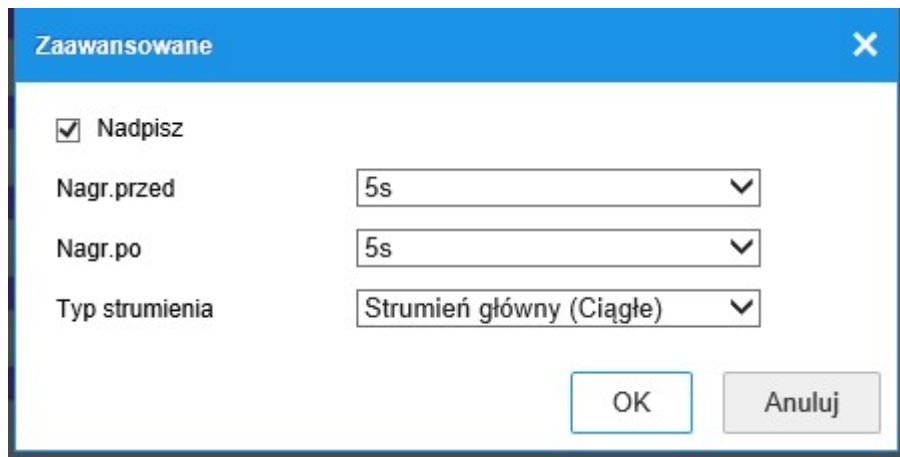 Zaawansowane
Nadpisz
Nagr.przed 5s
Nagr.po 5s
Typ strumienia Strumień główny (Ciągłe)
OK Anuluj